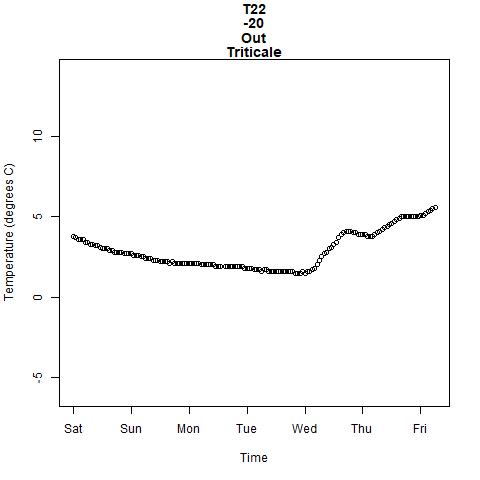 T22
-20
Out
Triticale
Temperature (degrees C)
10
5
0
-5
Sat Sun Mon Tue Wed Thu Fri
Time